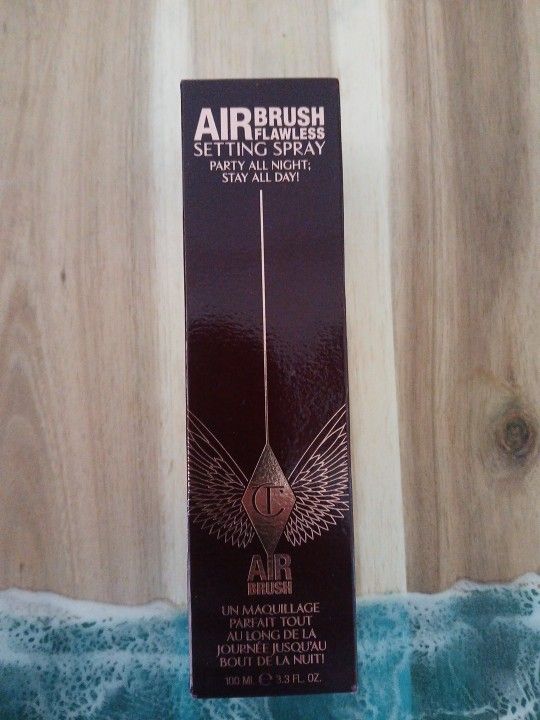 AIRBRUSH
FLAWLESS
SETTING SPRAY
PARTY ALL NIGHT;
STAY ALL DAY!
CT
AIR
BRUSH
UN MAQUILLAGE
PARFAIT TOUT
AU LONG DE LA
JOURNÉE JUSQU'AU
BOUT DE LA NUIT!
100 ML ℮ 3.3 FL. OZ.